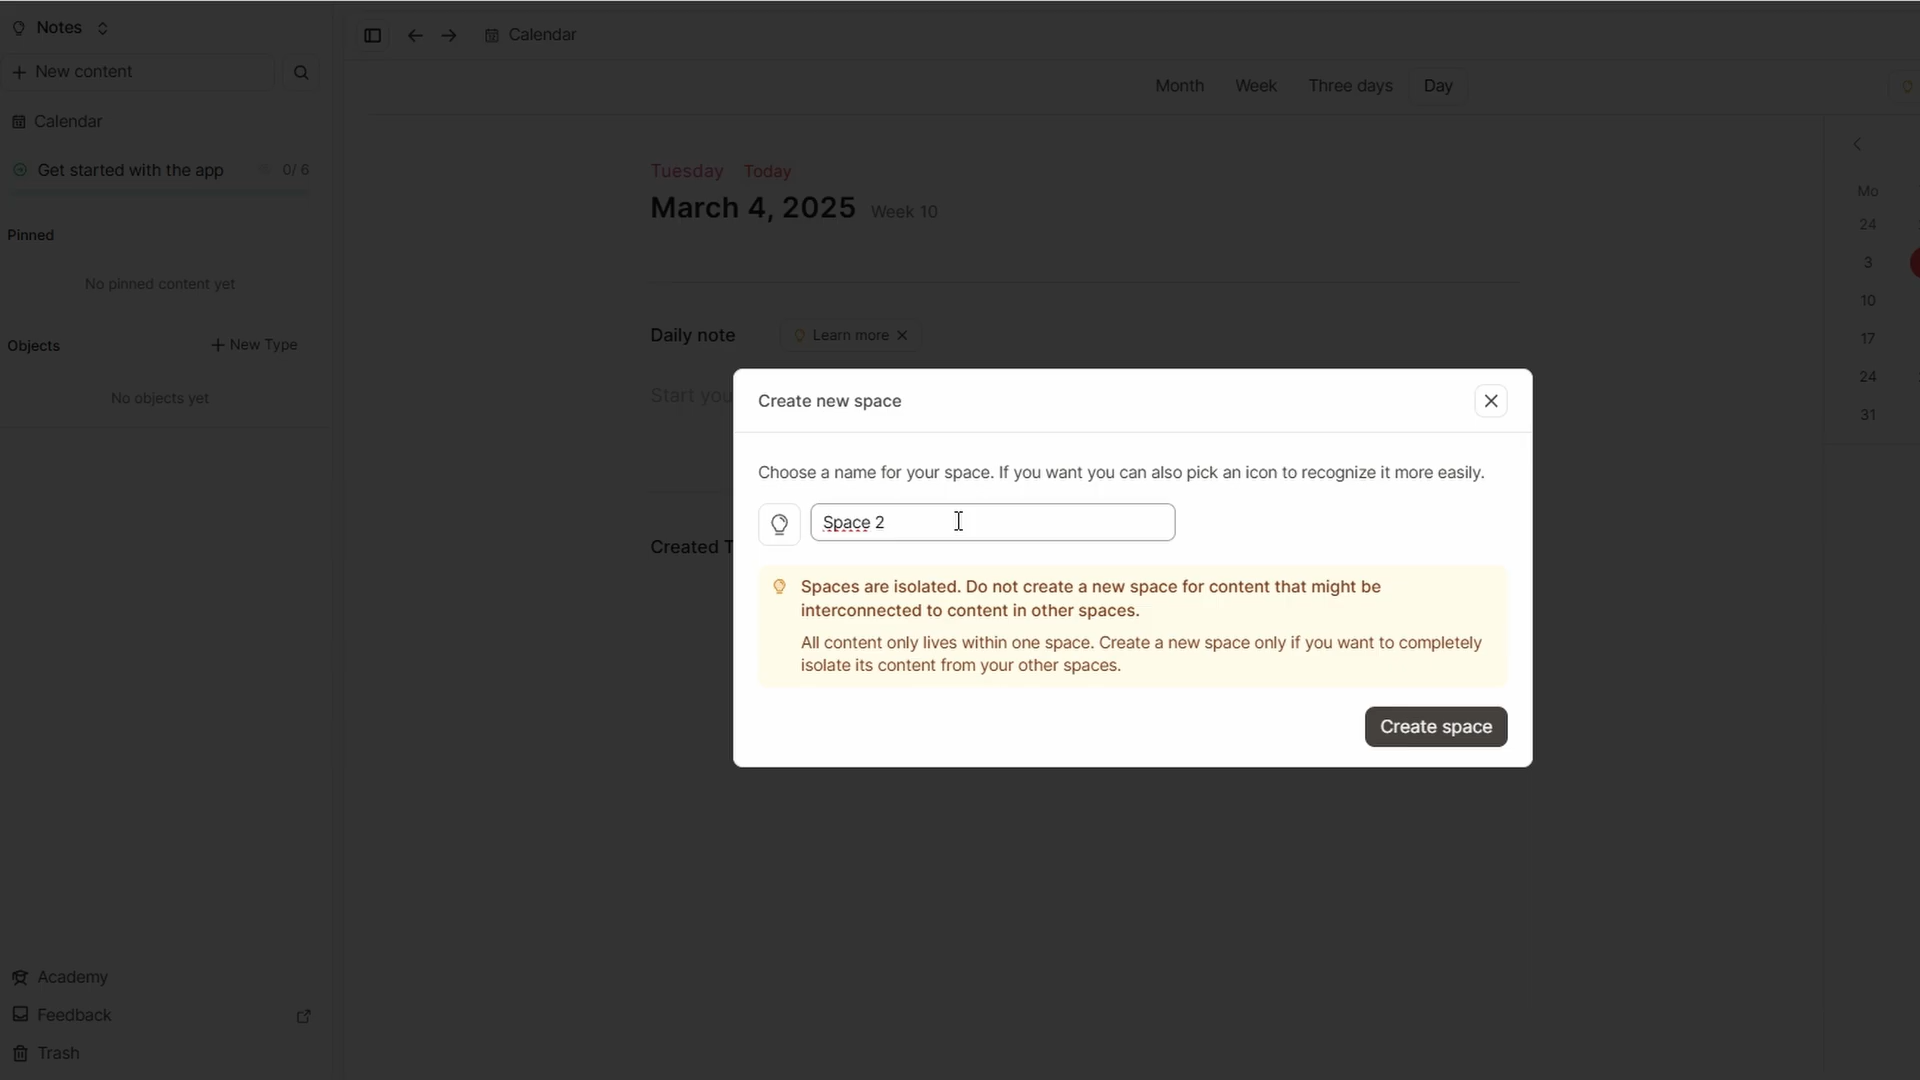 Notes
New content
Calendar
Get started with the app 0/ 6
Pinned
No pinned content yet
Objects
New Type
No objects yet
Academy
Feedback
Trash
Calendar
Month Week Three days Day
Tuesday Today
March 4, 2025 Week 10
Daily note
Learn more
Start you
Created T
Mo
24
3
10
17
24
31
Create new space
Choose a name for your space. If you want you can also pick an icon to recognize it more easily.
Space 2
Spaces are isolated. Do not create a new space for content that might be
interconnected to content in other spaces.
All content only lives within one space. Create a new space only if you want to completely
isolate its content from your other spaces.
Create space